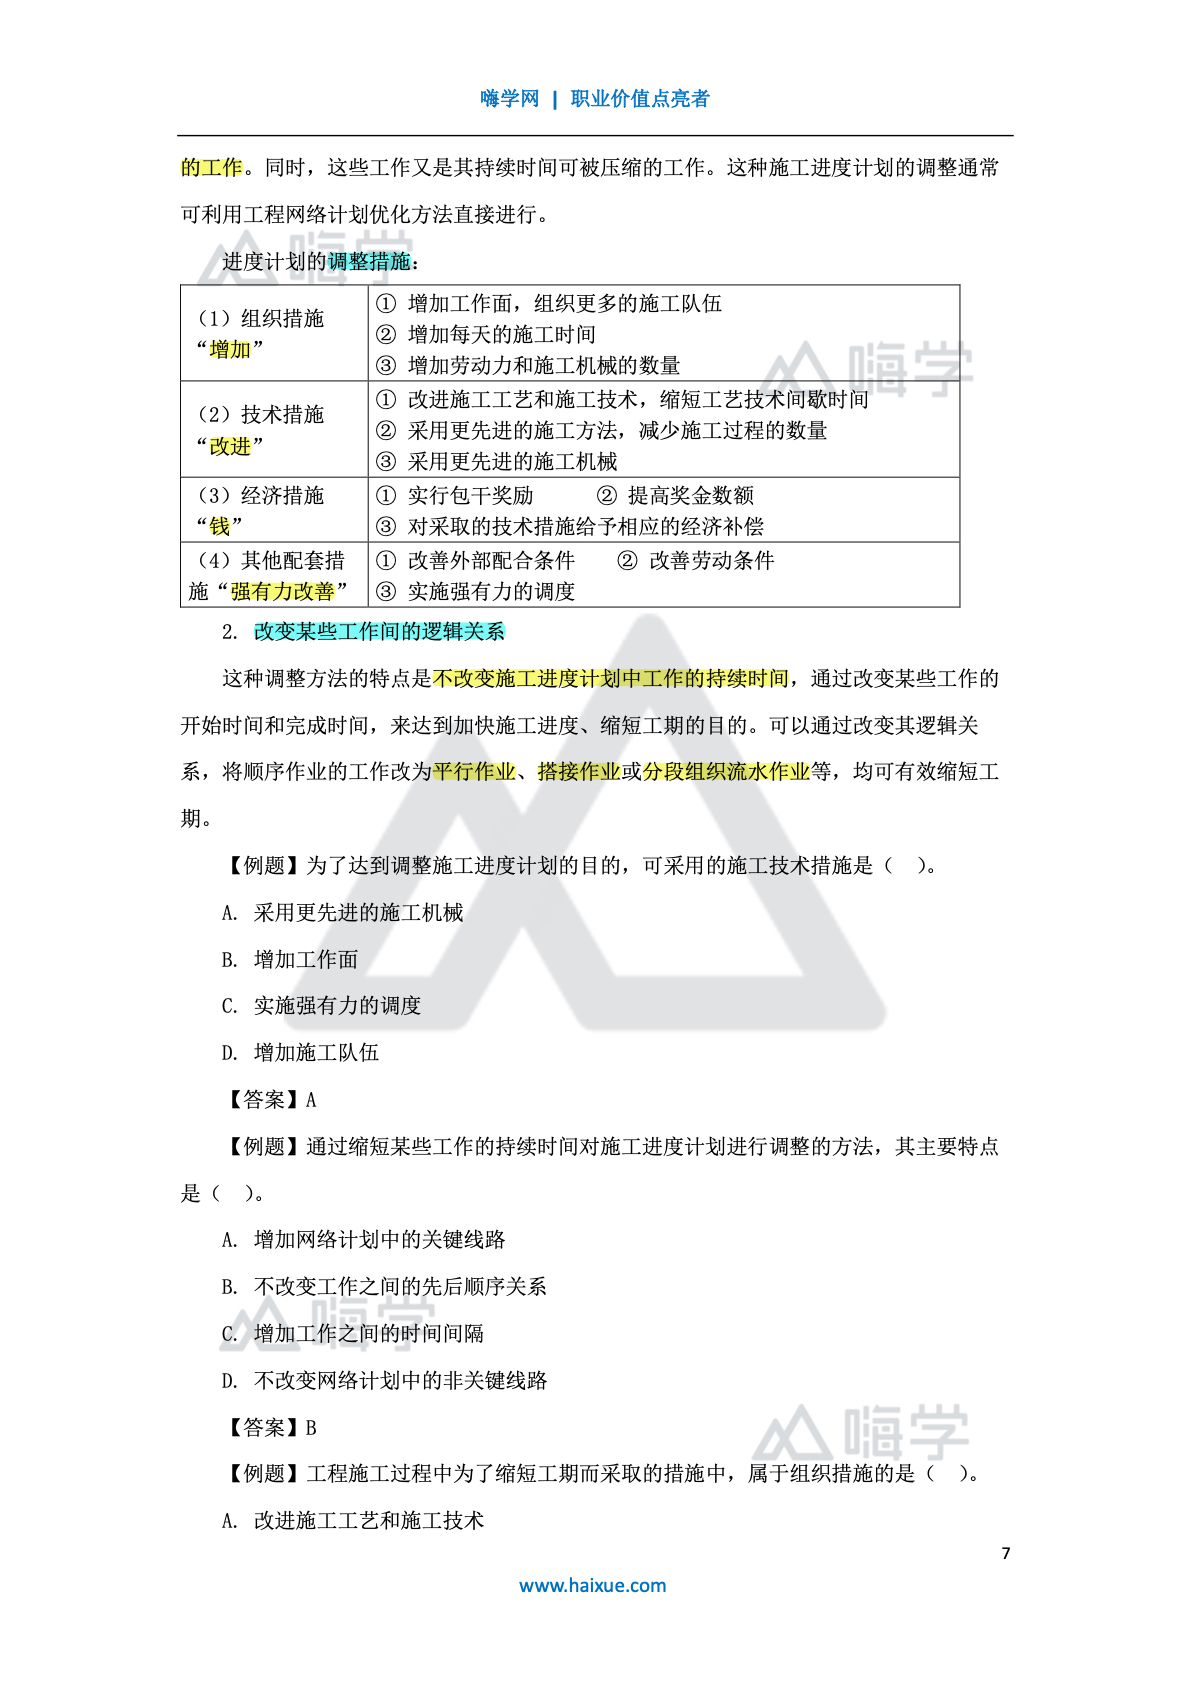 嗨学网 | 职业价值点亮者
的工作。同时，这些工作又是其持续时间可被压缩的工作。这种施工进度计划的调整通常
可利用工程网络计划优化方法直接进行。
嗨学
进度计划的调整措施：
（1）组织措施
“增加”
① 增加工作面，组织更多的施工队伍
② 增加每天的施工时间
③ 增加劳动力和施工机械的数量
嗨学
（2）技术措施
“改进”
① 改进施工工艺和施工技术，缩短工艺技术间歇时间
② 采用更先进的施工方法，减少施工过程的数量
③ 采用更先进的施工机械
（3）经济措施
“钱”
① 实行包干奖励 ② 提高奖金数额
③ 对采取的技术措施给予相应的经济补偿
（4）其他配套措
施“强有力改善”
① 改善外部配合条件 ② 改善劳动条件
③ 实施强有力的调度
2. 改变某些工作间的逻辑关系
这种调整方法的特点是不改变施工进度计划中工作的持续时间，通过改变某些工作的
开始时间和完成时间，来达到加快施工进度、缩短工期的目的。可以通过改变其逻辑关
系，将顺序作业的工作改为平行作业、搭接作业或分段组织流水作业等，均可有效缩短工
期。
【例题】为了达到调整施工进度计划的目的，可采用的施工技术措施是（ ）。
A. 采用更先进的施工机械
B. 增加工作面
C. 实施强有力的调度
D. 增加施工队伍
【答案】A
【例题】通过缩短某些工作的持续时间对施工进度计划进行调整的方法，其主要特点
是（ ）。
A. 增加网络计划中的关键线路
B. 不改变工作之间的先后顺序关系
嗨学
C. 增加工作之间的时间间隔
D. 不改变网络计划中的非关键线路
【答案】B
嗨学
【例题】工程施工过程中为了缩短工期而采取的措施中，属于组织措施的是（ ）。
A. 改进施工工艺和施工技术
7
www.haixue.com